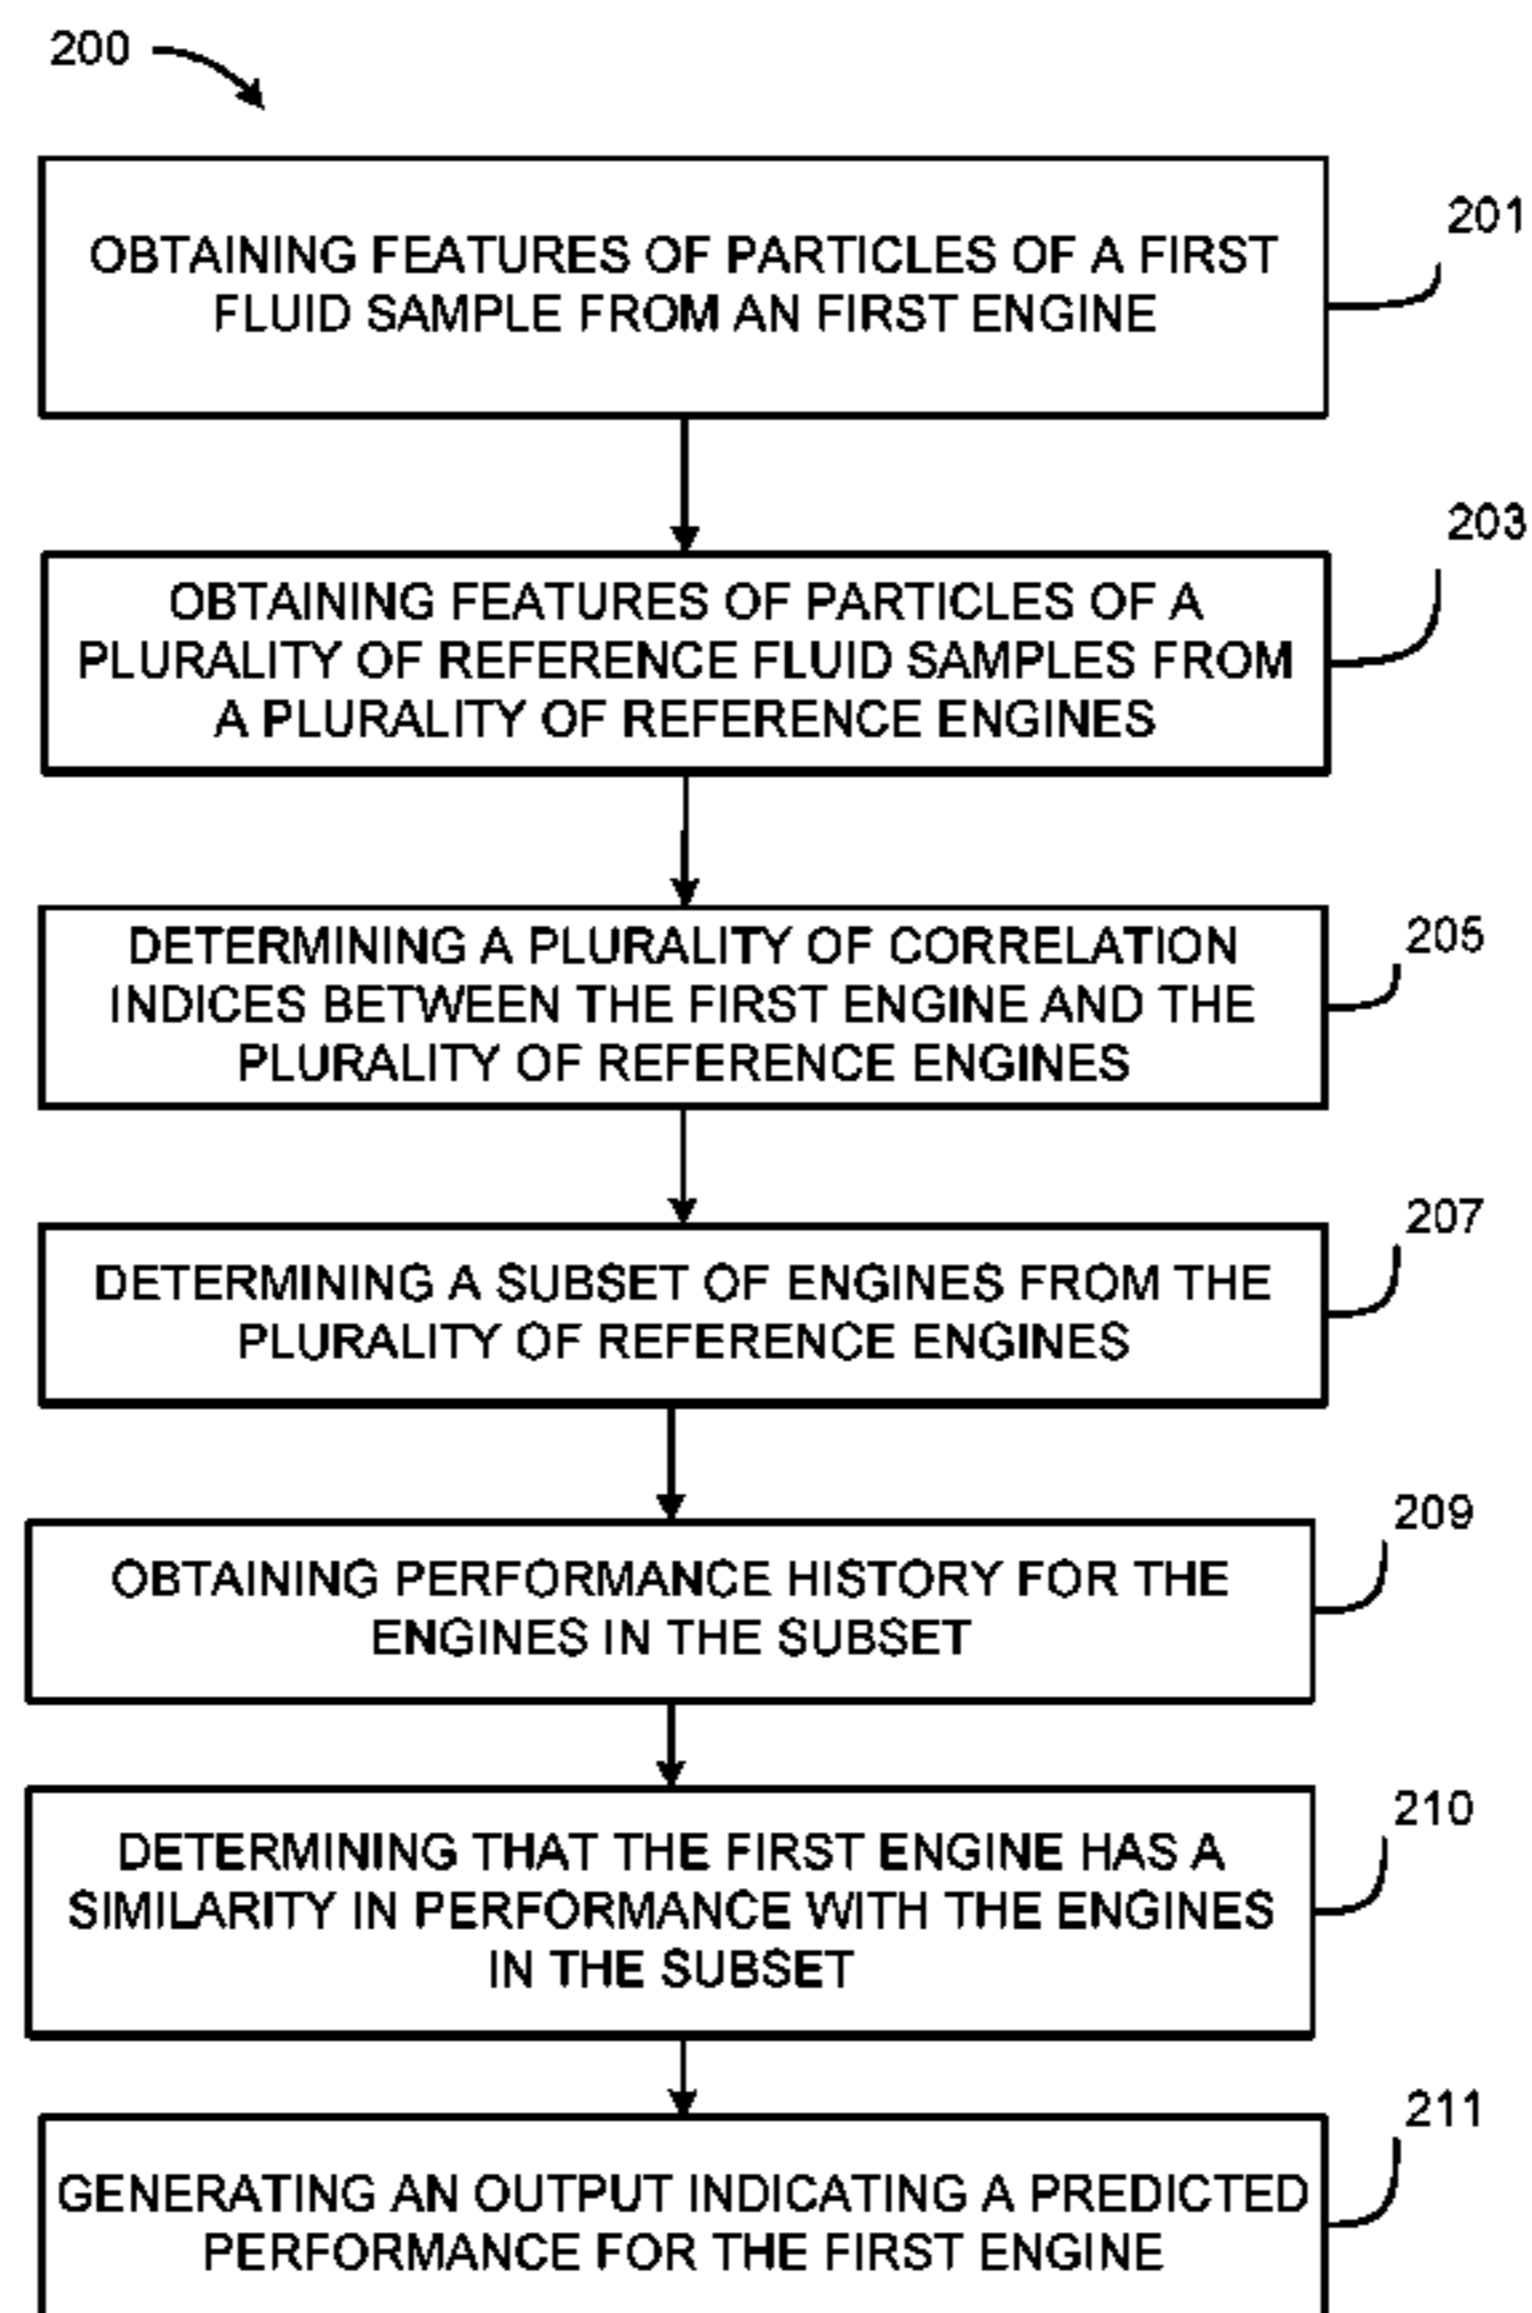 200
OBTAINING FEATURES OF PARTICLES OF A FIRST
FLUID SAMPLE FROM AN FIRST ENGINE
201
OBTAINING FEATURES OF PARTICLES OF A
PLURALITY OF REFERENCE FLUID SAMPLES FROM
A PLURALITY OF REFERENCE ENGINES
203
DETERMINING A PLURALITY OF CORRELATION
INDICES BETWEEN THE FIRST ENGINE AND THE
PLURALITY OF REFERENCE ENGINES
205
DETERMINING A SUBSET OF ENGINES FROM THE
PLURALITY OF REFERENCE ENGINES
207
OBTAINING PERFORMANCE HISTORY FOR THE
ENGINES IN THE SUBSET
209
DETERMINING THAT THE FIRST ENGINE HAS A
SIMILARITY IN PERFORMANCE WITH THE ENGINES
IN THE SUBSET
210
GENERATING AN OUTPUT INDICATING A PREDICTED
PERFORMANCE FOR THE FIRST ENGINE
211